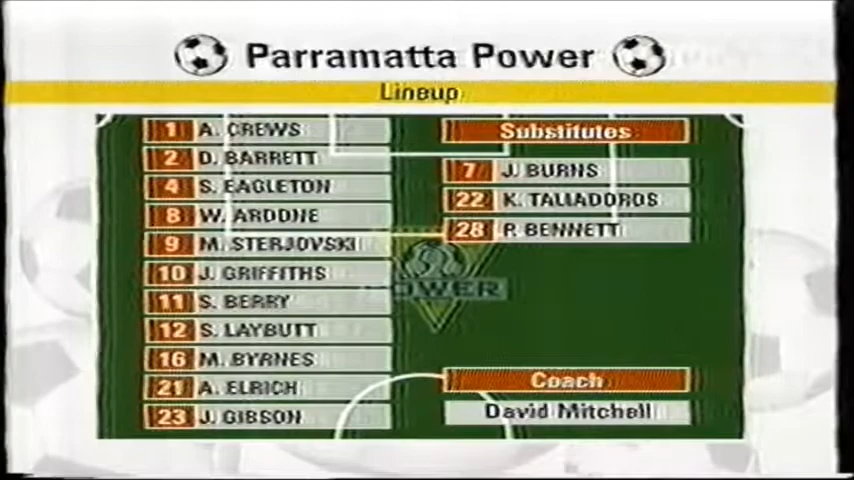 Parramatta Power
Lineup
1 A. CREWS
2 D. BARRETT
4 S. EAGLETON
8 W. ARDONE
9 M. STERJOVSKI
10 J. GRIFFITHS
11 S. BERRY
12 S. LAYBUTT
16 M. BYRNES
21 A. ELRICH
23 J. GIBSON
Substitutes
7 J. BURNS
22 K. TALIADOROS
28 P. BENNETT
POWER
Coach
David Mitchell